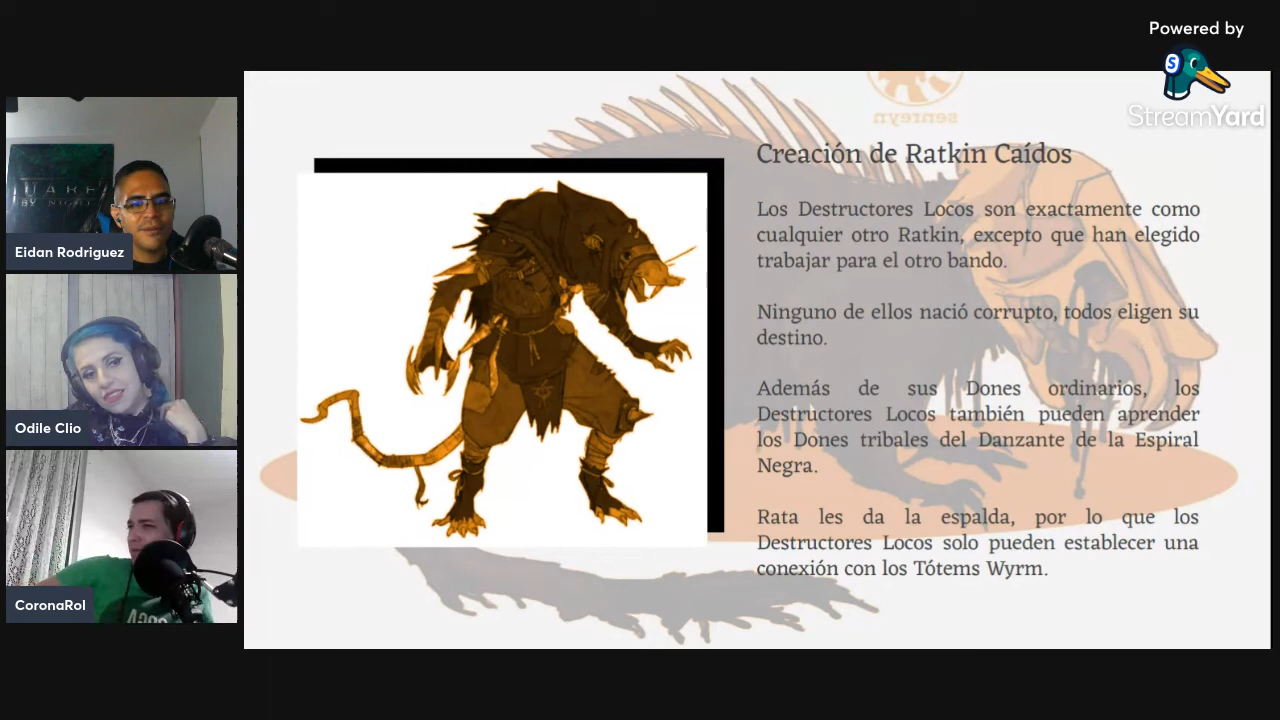 Powered by
StreamYard
Eidan Rodriguez
Odile Clio
CoronaRol
senreyn
Creación de Ratkin Caídos
Los Destructores Locos son exactamente como
cualquier otro Ratkin, excepto que han elegido
trabajar para el otro bando.
Ninguno de ellos nació corrupto, todos eligen su
destino.
Además de sus Dones ordinarios, los
Destructores Locos también pueden aprender
los Dones tribales del Danzante de la Espiral
Negra.
Rata les da la espalda, por lo que los
Destructores Locos solo pueden establecer una
conexión con los Tótems Wyrm.